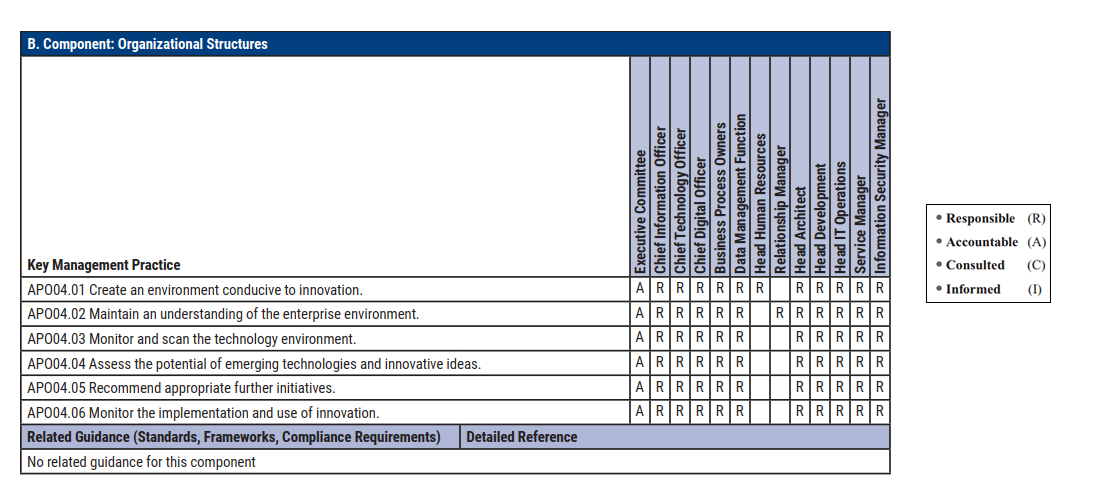 B. Component: Organizational Structures
Key Management Practice
Executive Committee
Chief Information Officer
Chief Technology Officer
Chief Digital Officer
Business Process Owners
Data Management Function
Head Human Resources
Relationship Manager
Head Architect
Head Development
Head IT Operations
Service Manager
Information Security Manager
APO04.01 Create an environment conducive to innovation. A R R R R R R R R R R R
APO04.02 Maintain an understanding of the enterprise environment. A R R R R R R R R R R R
APO04.03 Monitor and scan the technology environment. A R R R R R R R R R R
APO04.04 Assess the potential of emerging technologies and innovative ideas. A R R R R R R R R R R
APO04.05 Recommend appropriate further initiatives. A R R R R R R R R R R
APO04.06 Monitor the implementation and use of innovation. A R R R R R R R R R R
Related Guidance (Standards, Frameworks, Compliance Requirements) Detailed Reference
No related guidance for this component
• Responsible (R)
• Accountable (A)
• Consulted (C)
• Informed (I)